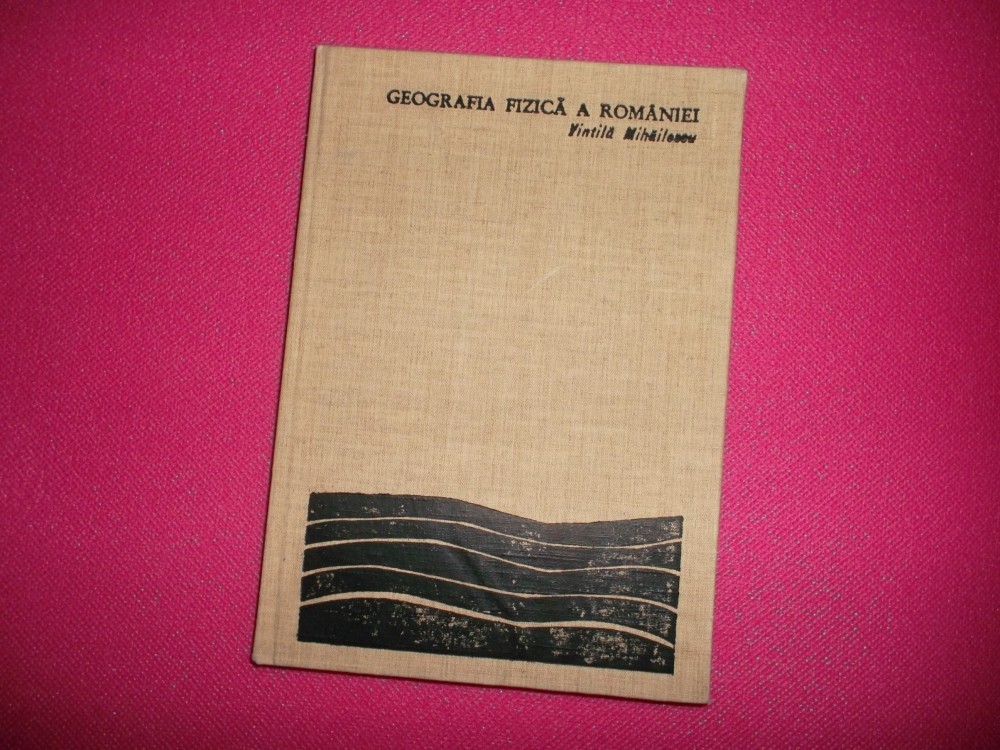 GEOGRAFIA FIZICĂ A ROMÂNIEI
Vintilă Mihăilescu